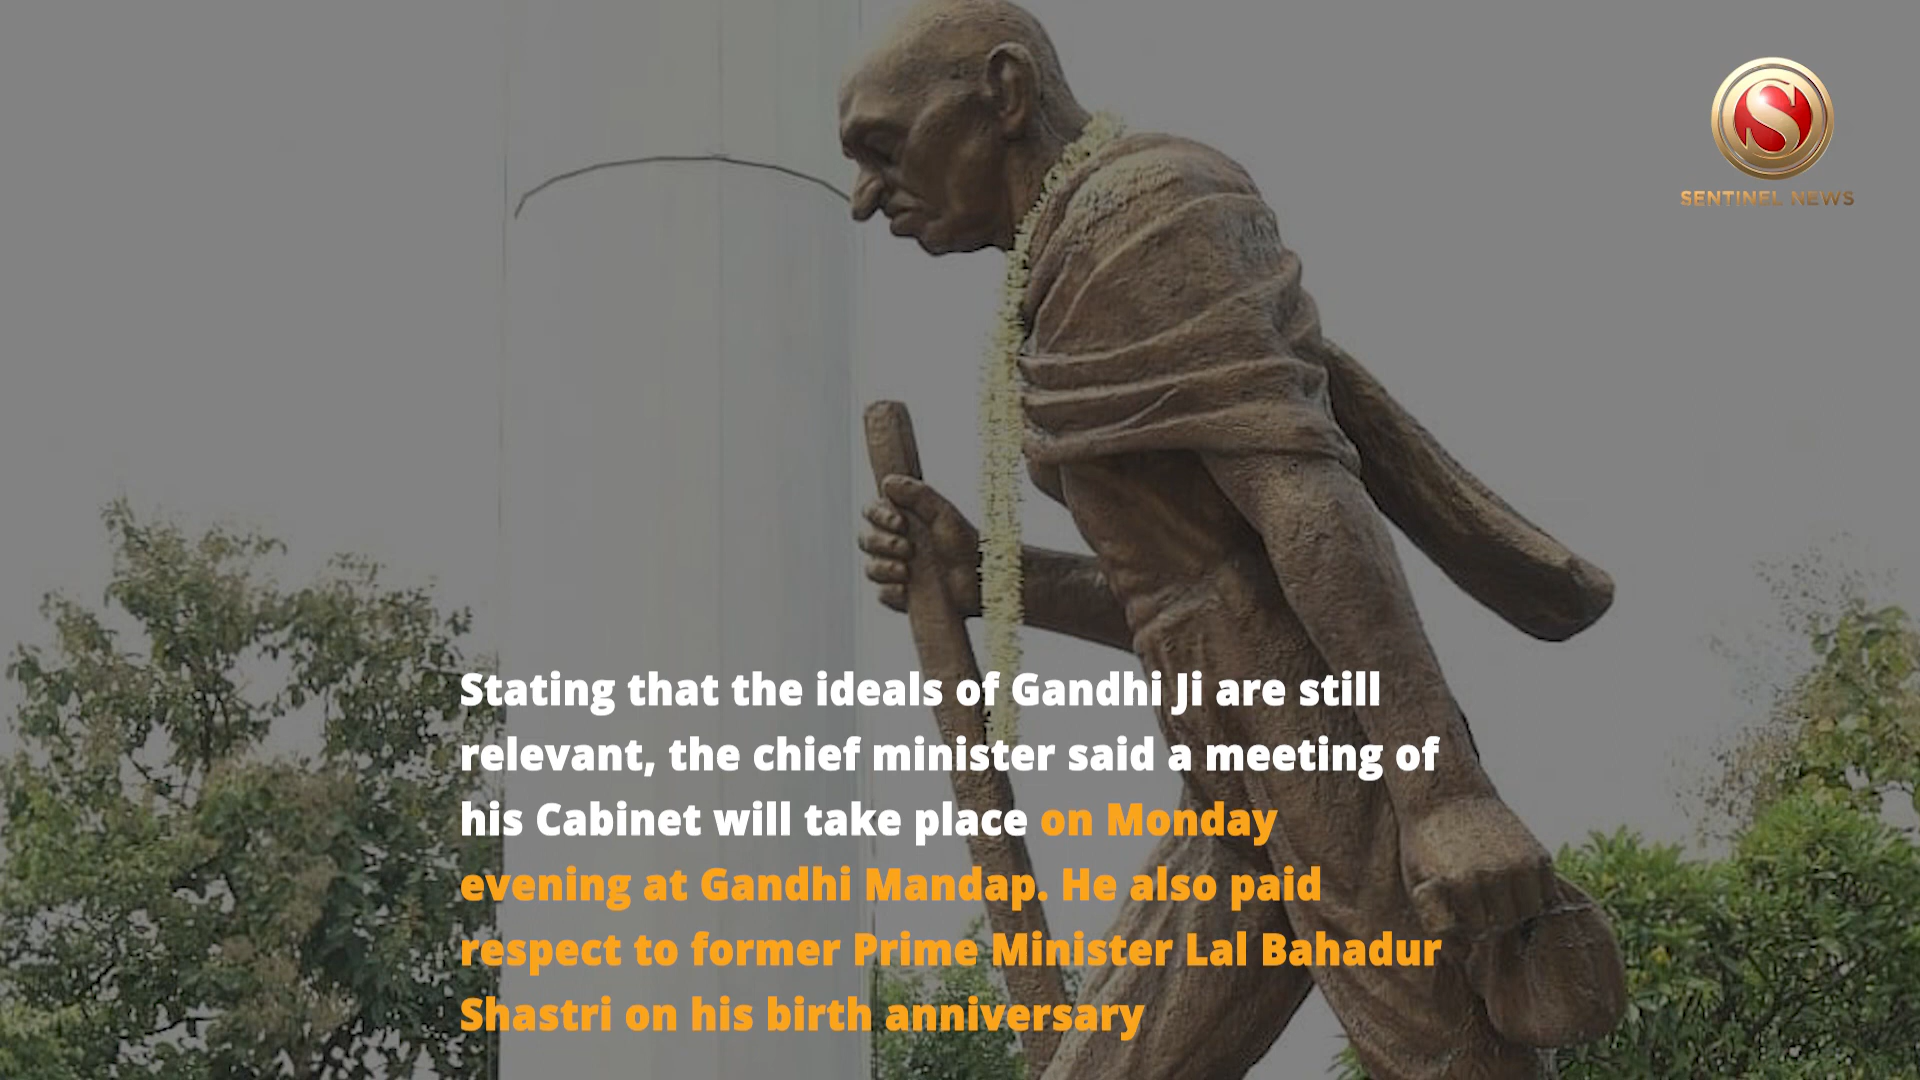 SENTINEL NEWS
Stating that the ideals of Gandhi Ji are still
relevant, the chief minister said a meeting of
his Cabinet will take place on Monday
evening at Gandhi Mandap. He also paid
respect to former Prime Minister Lal Bahadur
Shastri on his birth anniversary